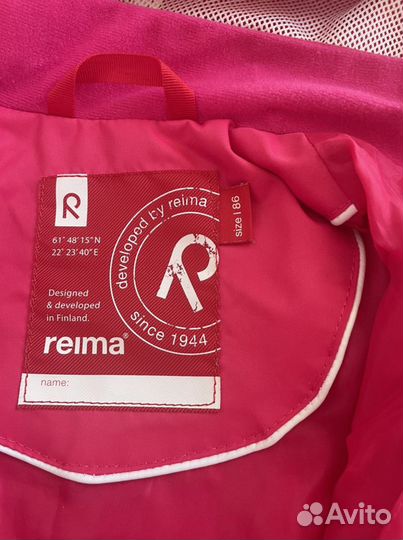 R
61° 48' 15" N
22° 23' 40" E
Designed
& developed
in Finland.
reima®
name:
developed by reima
R
since 1944
size | 86
Avito